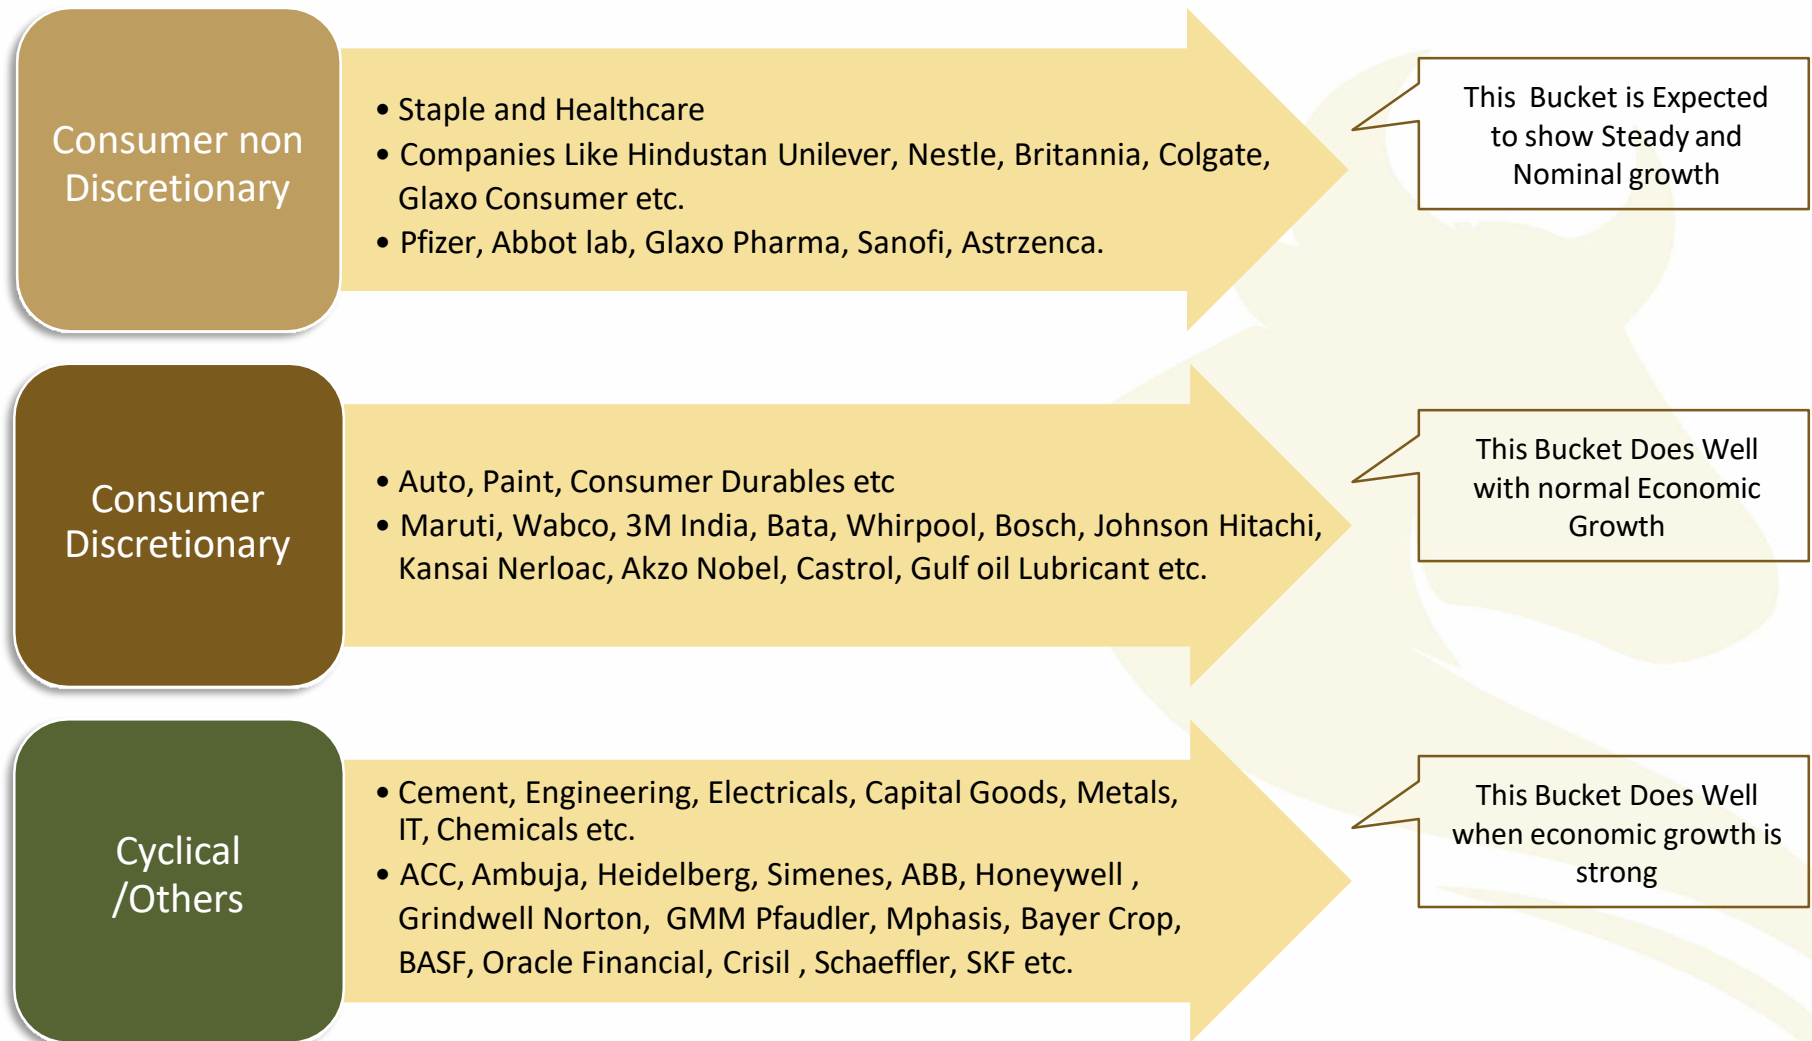 Consumer non
Discretionary
• Staple and Healthcare
• Companies Like Hindustan Unilever, Nestle, Britannia, Colgate,
Glaxo Consumer etc.
• Pfizer, Abbot lab, Glaxo Pharma, Sanofi, Astrzenca.
This Bucket is Expected
to show Steady and
Nominal growth
Consumer
Discretionary
• Auto, Paint, Consumer Durables etc
• Maruti, Wabco, 3M India, Bata, Whirpool, Bosch, Johnson Hitachi,
Kansai Nerloac, Akzo Nobel, Castrol, Gulf oil Lubricant etc.
This Bucket Does Well
with normal Economic
Growth
Cyclical
/Others
• Cement, Engineering, Electricals, Capital Goods, Metals,
IT, Chemicals etc.
• ACC, Ambuja, Heidelberg, Simenes, ABB, Honeywell ,
Grindwell Norton, GMM Pfaudler, Mphasis, Bayer Crop,
BASF, Oracle Financial, Crisil , Schaeffler, SKF etc.
This Bucket Does Well
when economic growth is
strong